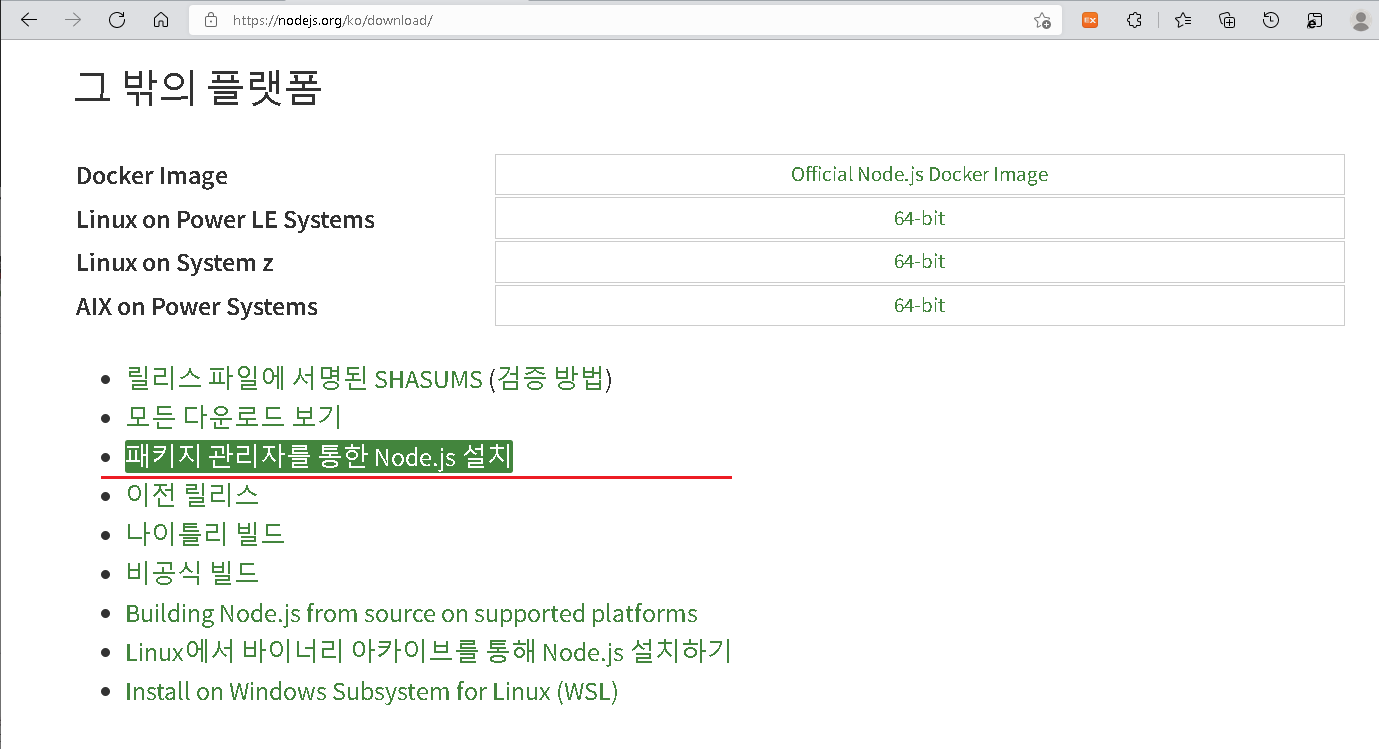 https://nodejs.org/ko/download/
그 밖의 플랫폼
Docker Image
Official Node.js Docker Image
Linux on Power LE Systems
64-bit
Linux on System z
64-bit
AIX on Power Systems
64-bit
릴리스 파일에 서명된 SHASUMS (검증 방법)
모든 다운로드 보기
패키지 관리자를 통한 Node.js 설치
이전 릴리스
나이틀리 빌드
비공식 빌드
Building Node.js from source on supported platforms
Linux에서 바이너리 아카이브를 통해 Node.js 설치하기
Install on Windows Subsystem for Linux (WSL)